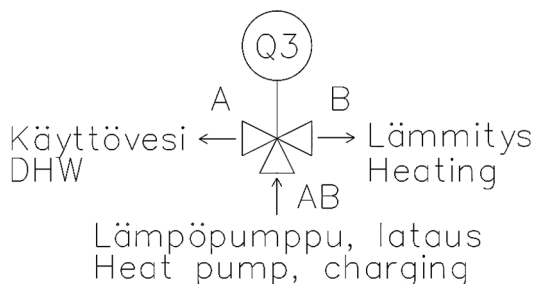 Q3
A B
Käyttövesi
DHW
Lämmitys
Heating
AB
Lämpöpumppu, lataus
Heat pump, charging